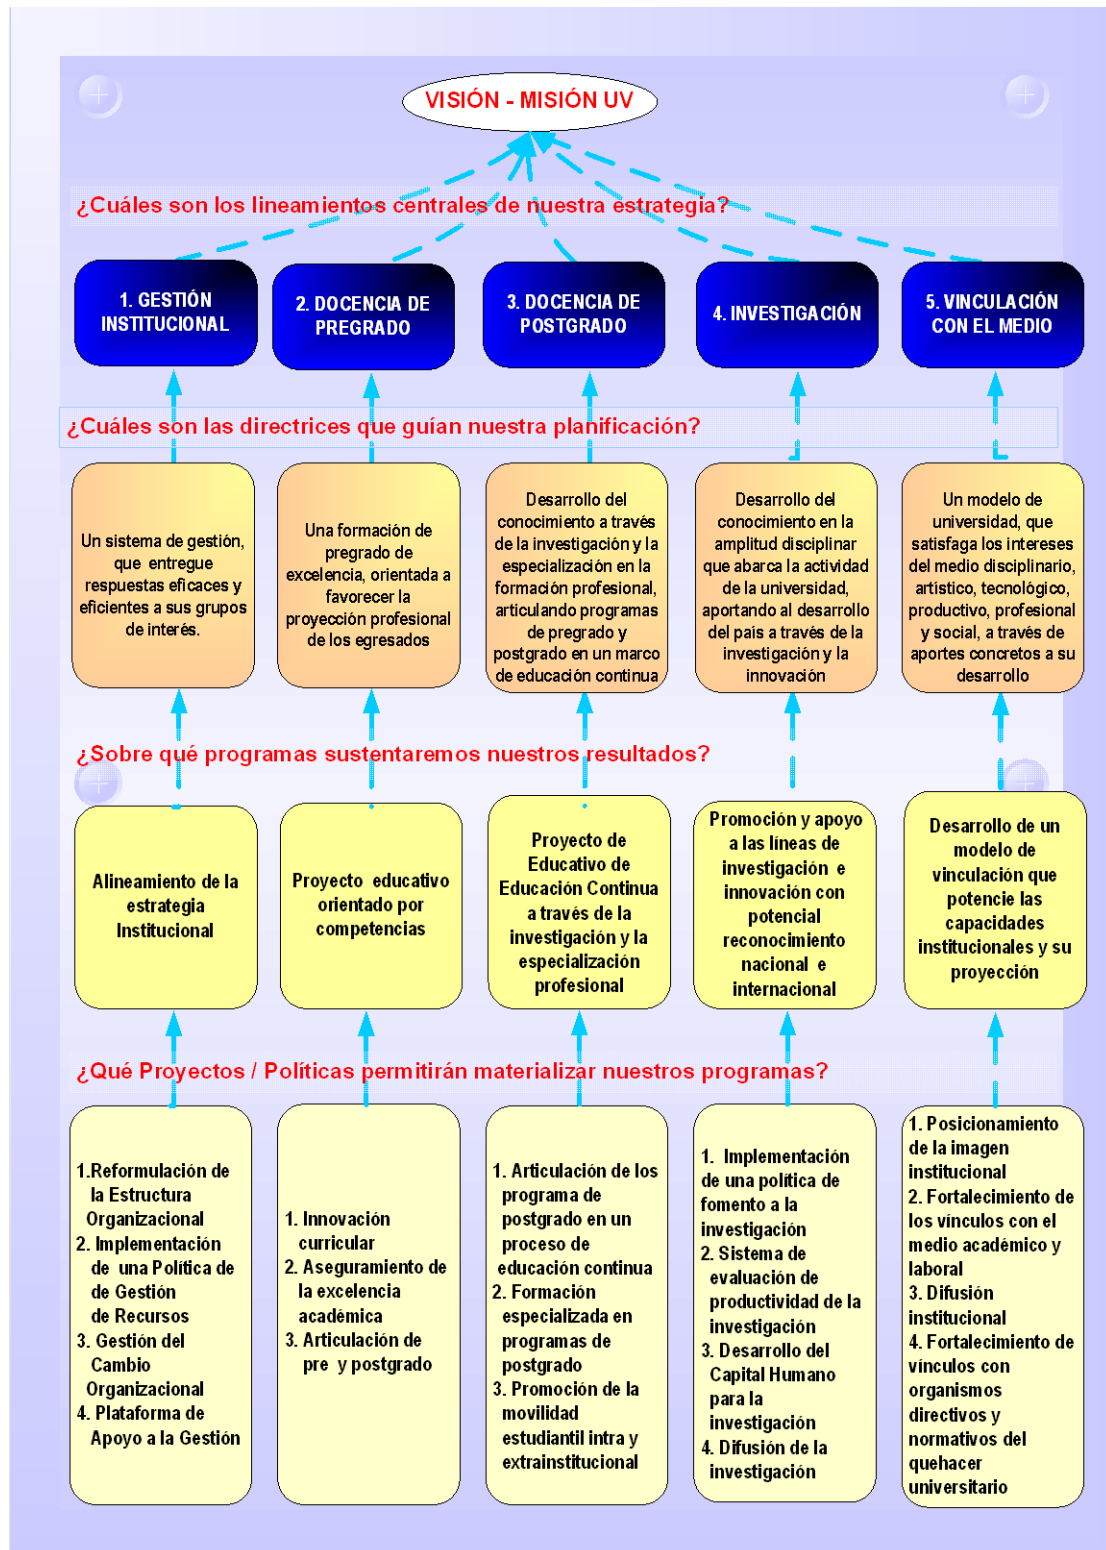 VISIÓN - MISIÓN UV
¿Cuáles son los lineamientos centrales de nuestra estrategia?
1. GESTIÓN
INSTITUCIONAL
2. DOCENCIA DE
PREGRADO
3. DOCENCIA DE
POSTGRADO
4. INVESTIGACIÓN
5. VINCULACIÓN
CON EL MEDIO
¿Cuáles son las directrices que guían nuestra planificación?
Un sistema de gestión,
que entregue
respuestas eficaces y
eficientes a sus grupos
de interés.
Una formación de
pregrado de
excelencia, orientada a
favorecer la
proyección profesional
de los egresados
Desarrollo del
conocimiento a través
de la investigación y la
especialización en la
formación profesional,
articulando programas
de pregrado y
postgrado en un marco
de educación continua
Desarrollo del
conocimiento en la
amplitud disciplinar
que abarca la actividad
de la universidad,
aportando al desarrollo
del país a través de la
investigación y la
innovación
Un modelo de
universidad, que
satisfaga los intereses
del medio disciplinario,
artístico, tecnológico,
productivo, profesional
y social, a través de
aportes concretos a su
desarrollo
¿Sobre qué programas sustentaremos nuestros resultados?
Alineamiento de la
estrategia
Institucional
Proyecto educativo
orientado por
competencias
Proyecto de
Educativo de
Educación Continua
a través de la
investigación y la
especialización
profesional
Promoción y apoyo
a las líneas de
investigación e
innovación con
potencial
reconocimiento
nacional e
internacional
Desarrollo de un
modelo de
vinculación que
potencie las
capacidades
institucionales y su
proyección
¿Qué Proyectos / Políticas permitirán materializar nuestros programas?
1.Reformulación de
la Estructura
Organizacional
2. Implementación
de una Política de
de Gestión
de Recursos
3. Gestión del
Cambio
Organizacional
4. Plataforma de
Apoyo a la Gestión
1. Innovación
curricular
2. Aseguramiento de
la excelencia
académica
3. Articulación de
pre y postgrado
1. Articulación de los
programa de
postgrado en un
proceso de
educación continua
2. Formación
especializada en
programas de
postgrado
3. Promoción de la
movilidad
estudiantil intra y
extrainstitucional
1. Implementación
de una política de
fomento a la
investigación
2. Sistema de
evaluación de
productividad de la
investigación
3. Desarrollo del
Capital Humano
para la
investigación
4. Difusión de la
investigación
1. Posicionamiento
de la imagen
institucional
2. Fortalecimiento de
los vínculos con el
medio académico y
laboral
3. Difusión
institucional
4. Fortalecimiento de
vínculos con
organismos
directivos y
normativos del
quehacer
universitario